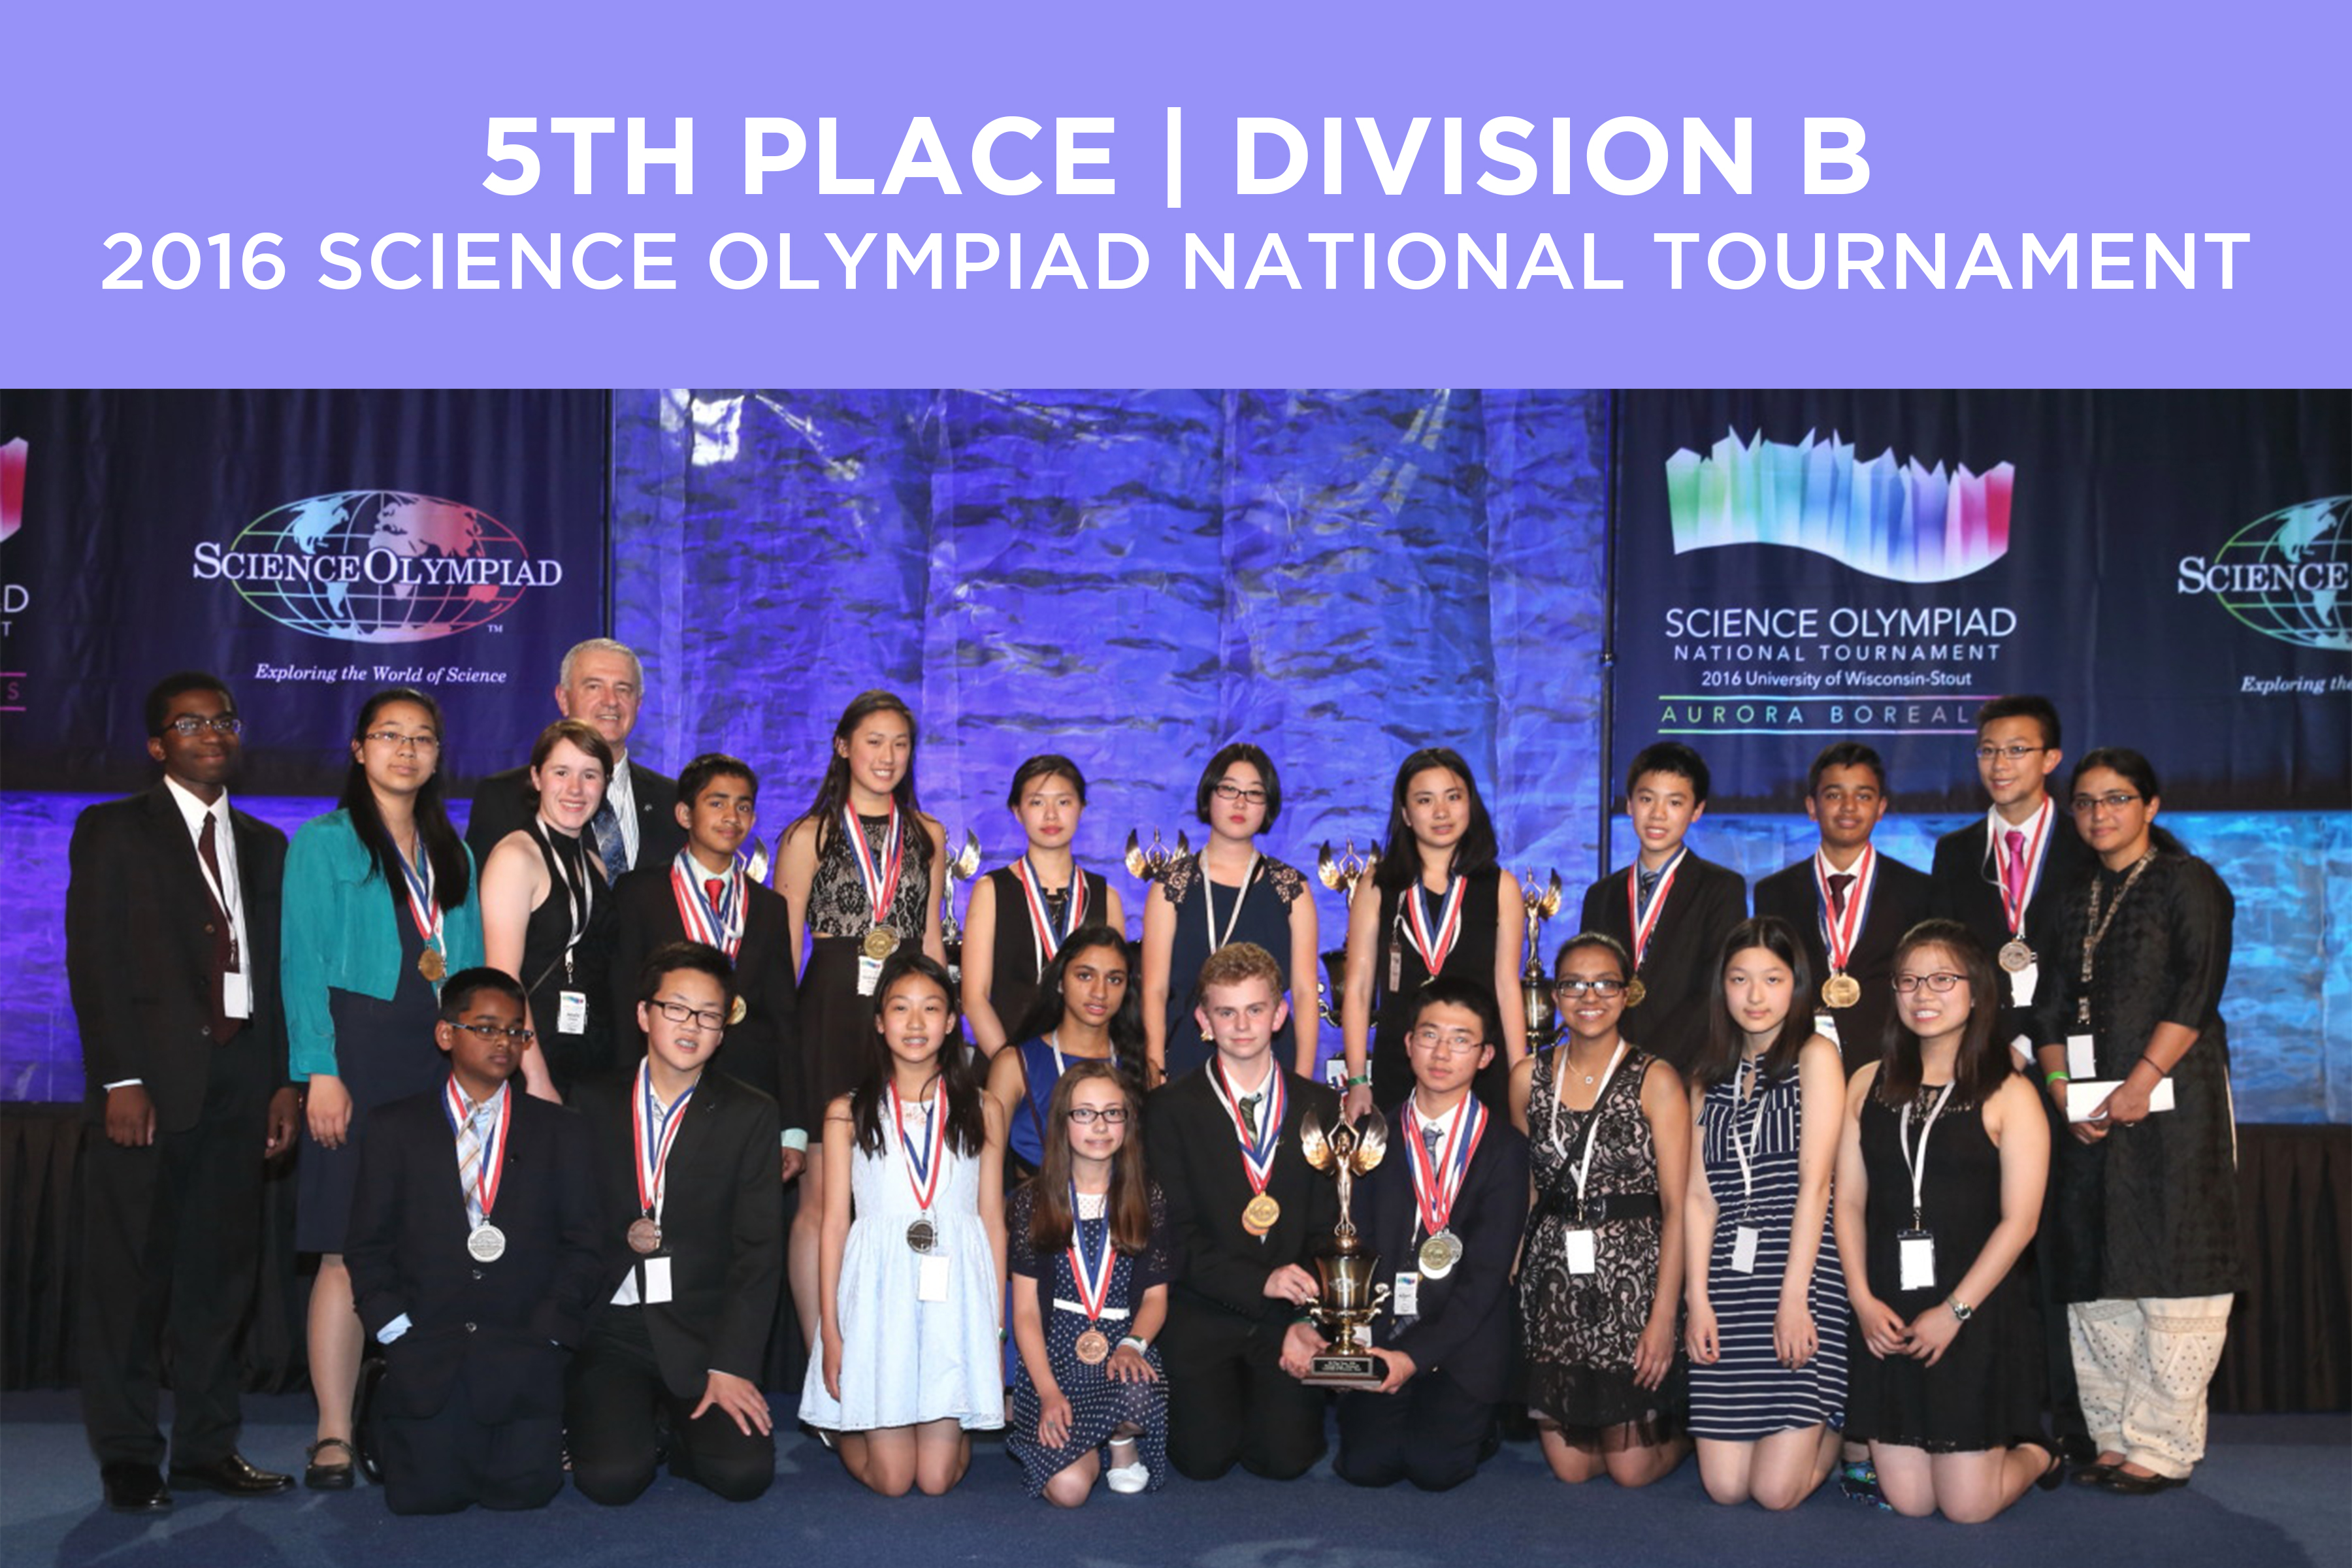 5TH PLACE | DIVISION B
2016 SCIENCE OLYMPIAD NATIONAL TOURNAMENT
SCIENCE OLYMPIAD
NATIONAL TOURNAMENT
2016 University of Wisconsin-Stout
AURORA BOREAL
SCIENCE OLYMPIAD
TM
Exploring the World of Science
SCIENCE
Exploring the
D
T
S